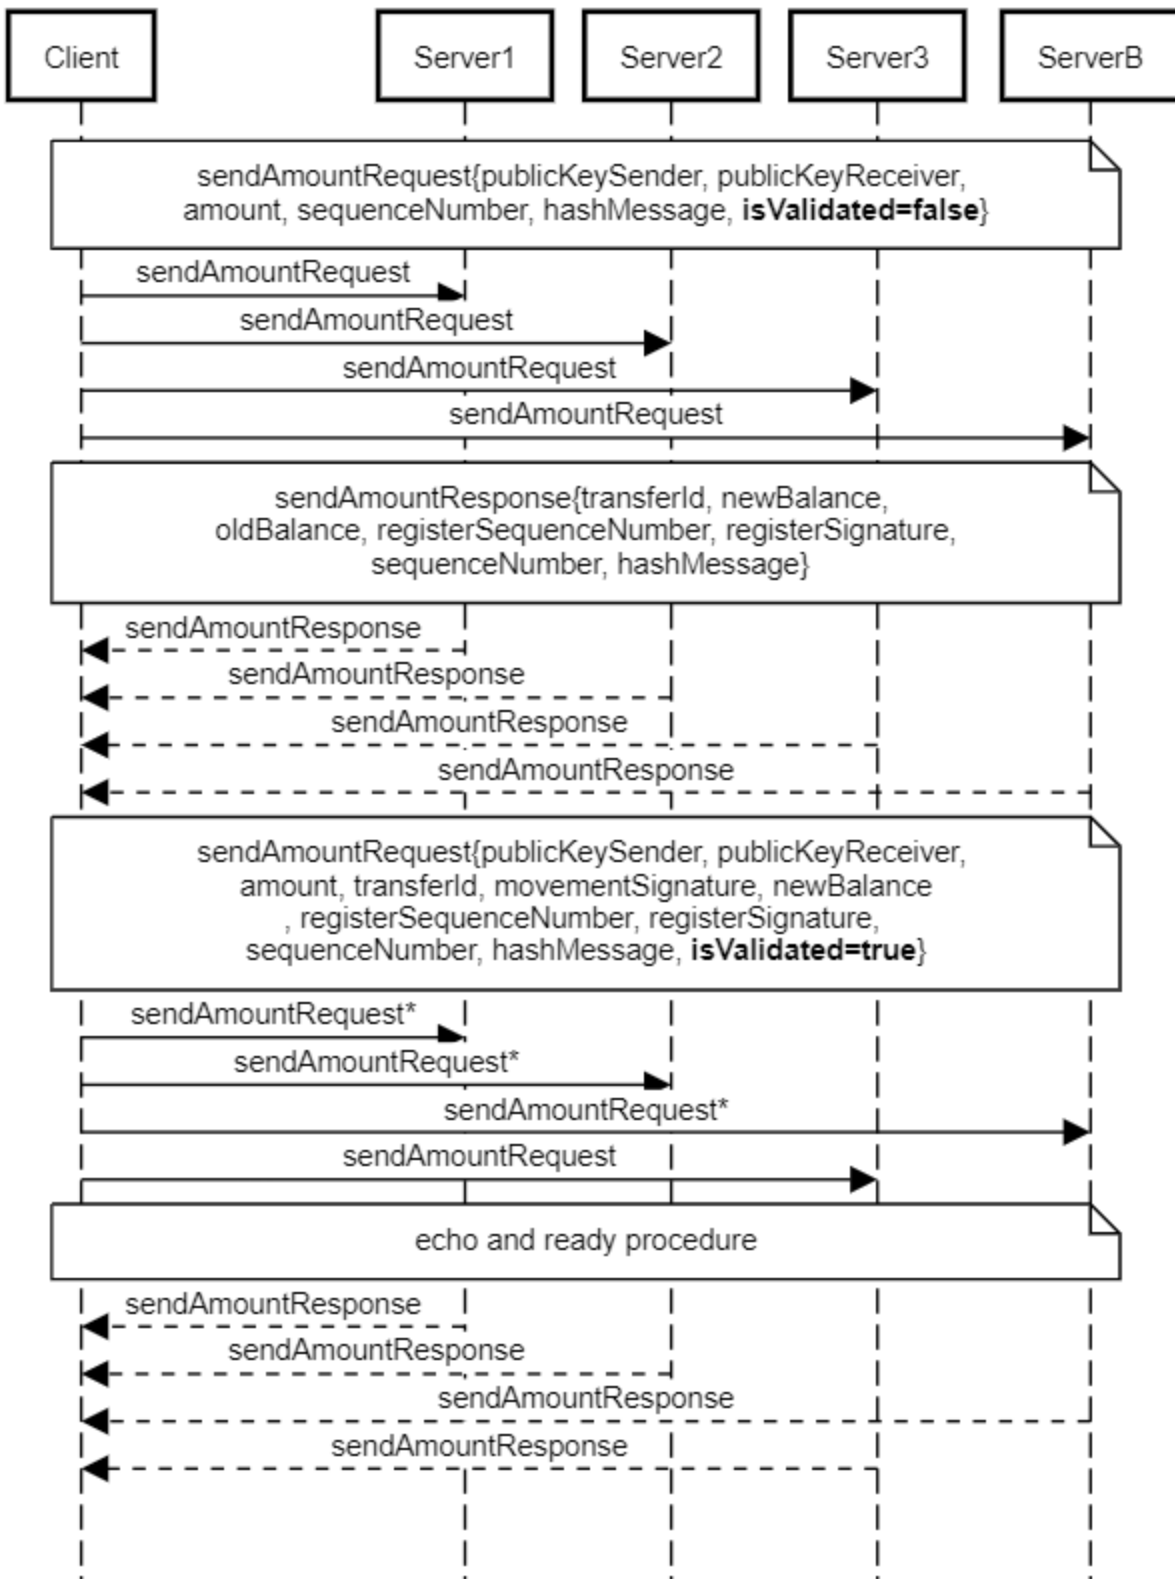 Client
Server1
Server2
Server3
ServerB
sendAmountRequest{publicKeySender, publicKeyReceiver,
amount, sequenceNumber, hashMessage, isValidated=false}
sendAmountRequest
sendAmountRequest
sendAmountRequest
sendAmountRequest
sendAmountResponse{transferId, newBalance,
oldBalance, registerSequenceNumber, registerSignature,
sequenceNumber, hashMessage}
sendAmountResponse
sendAmountResponse
sendAmountResponse
sendAmountResponse
sendAmountRequest{publicKeySender, publicKeyReceiver,
amount, transferId, movementSignature, newBalance
, registerSequenceNumber, registerSignature,
sequenceNumber, hashMessage, isValidated=true}
sendAmountRequest*
sendAmountRequest*
sendAmountRequest*
sendAmountRequest
echo and ready procedure
sendAmountResponse
sendAmountResponse
sendAmountResponse
sendAmountResponse